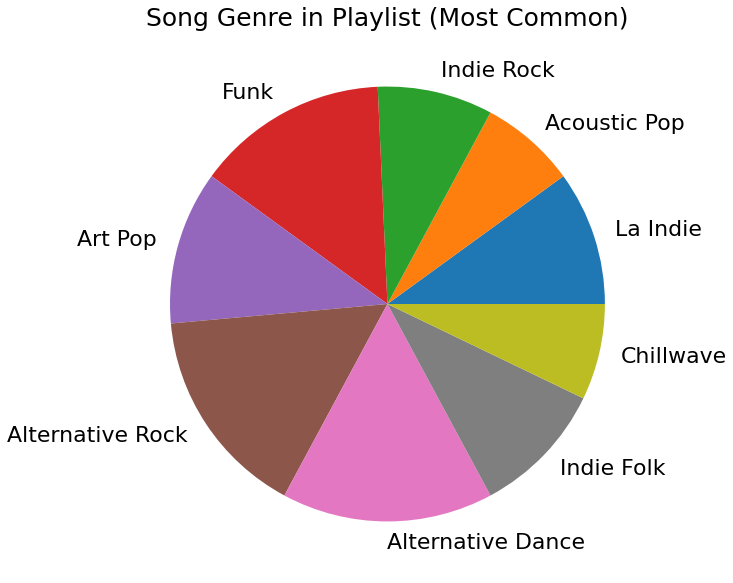 Song Genre in Playlist (Most Common)
Indie Rock
Funk
Acoustic Pop
La Indie
Art Pop
Chillwave
Alternative Rock
Indie Folk
Alternative Dance